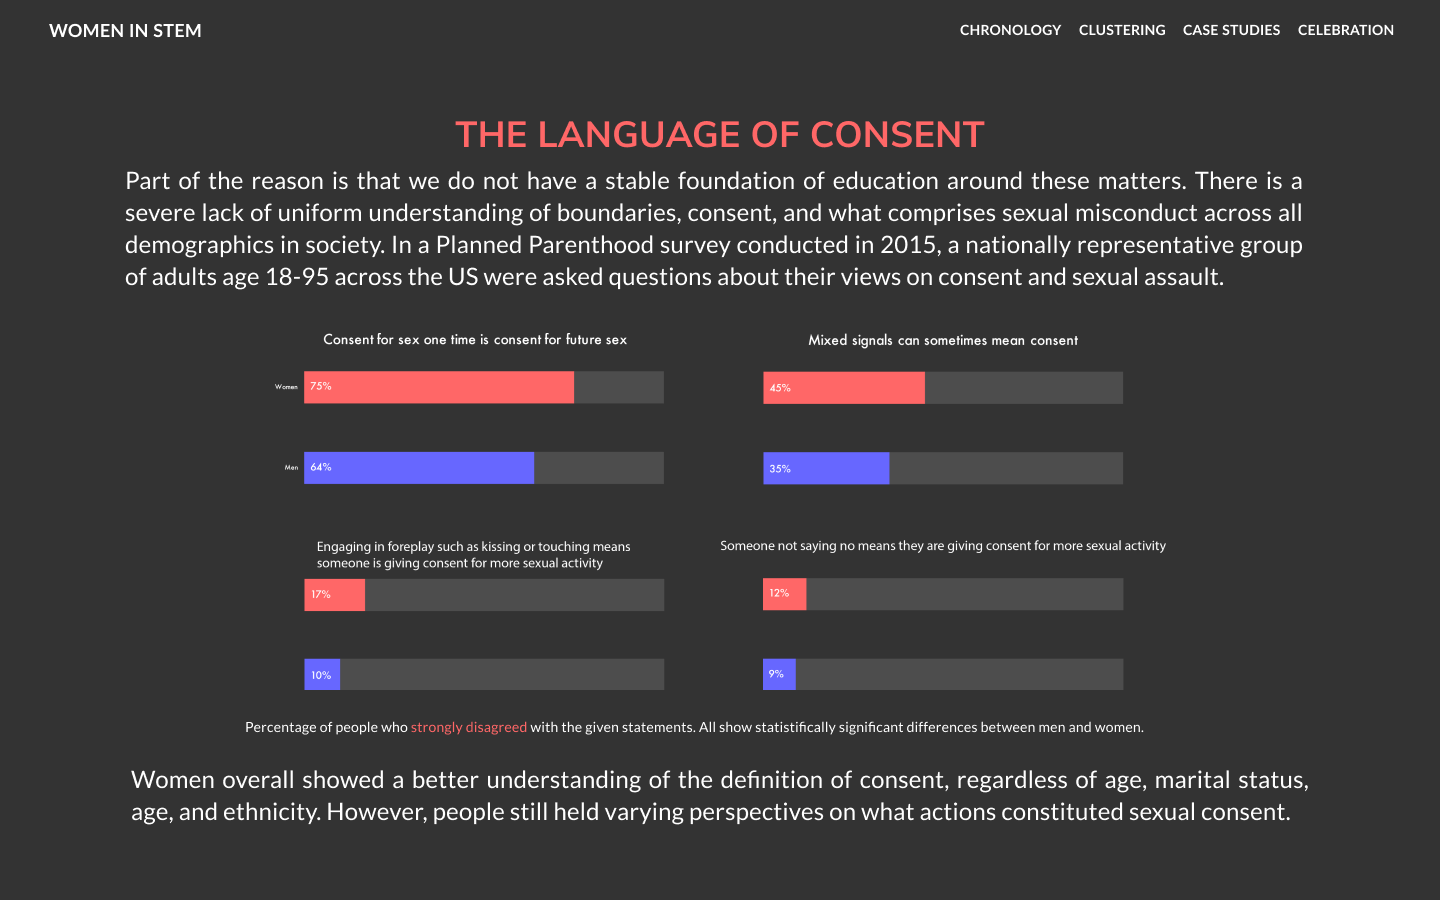 WOMEN IN STEM
CHRONOLOGY CLUSTERING CASE STUDIES CELEBRATION
THE LANGUAGE OF CONSENT
Part of the reason is that we do not have a stable foundation of education around these matters. There is a
severe lack of uniform understanding of boundaries, consent, and what comprises sexual misconduct across all
demographics in society. In a Planned Parenthood survey conducted in 2015, a nationally representative group
of adults age 18-95 across the US were asked questions about their views on consent and sexual assault.
Consent for sex one time is consent for future sex
Women 75%
Men 64%
Mixed signals can sometimes mean consent
45%
35%
Engaging in foreplay such as kissing or touching means
someone is giving consent for more sexual activity
17%
10%
Someone not saying no means they are giving consent for more sexual activity
12%
9%
Percentage of people who strongly disagreed with the given statements. All show statistifically significant differences between men and women.
Women overall showed a better understanding of the definition of consent, regardless of age, marital status,
age, and ethnicity. However, people still held varying perspectives on what actions constituted sexual consent.